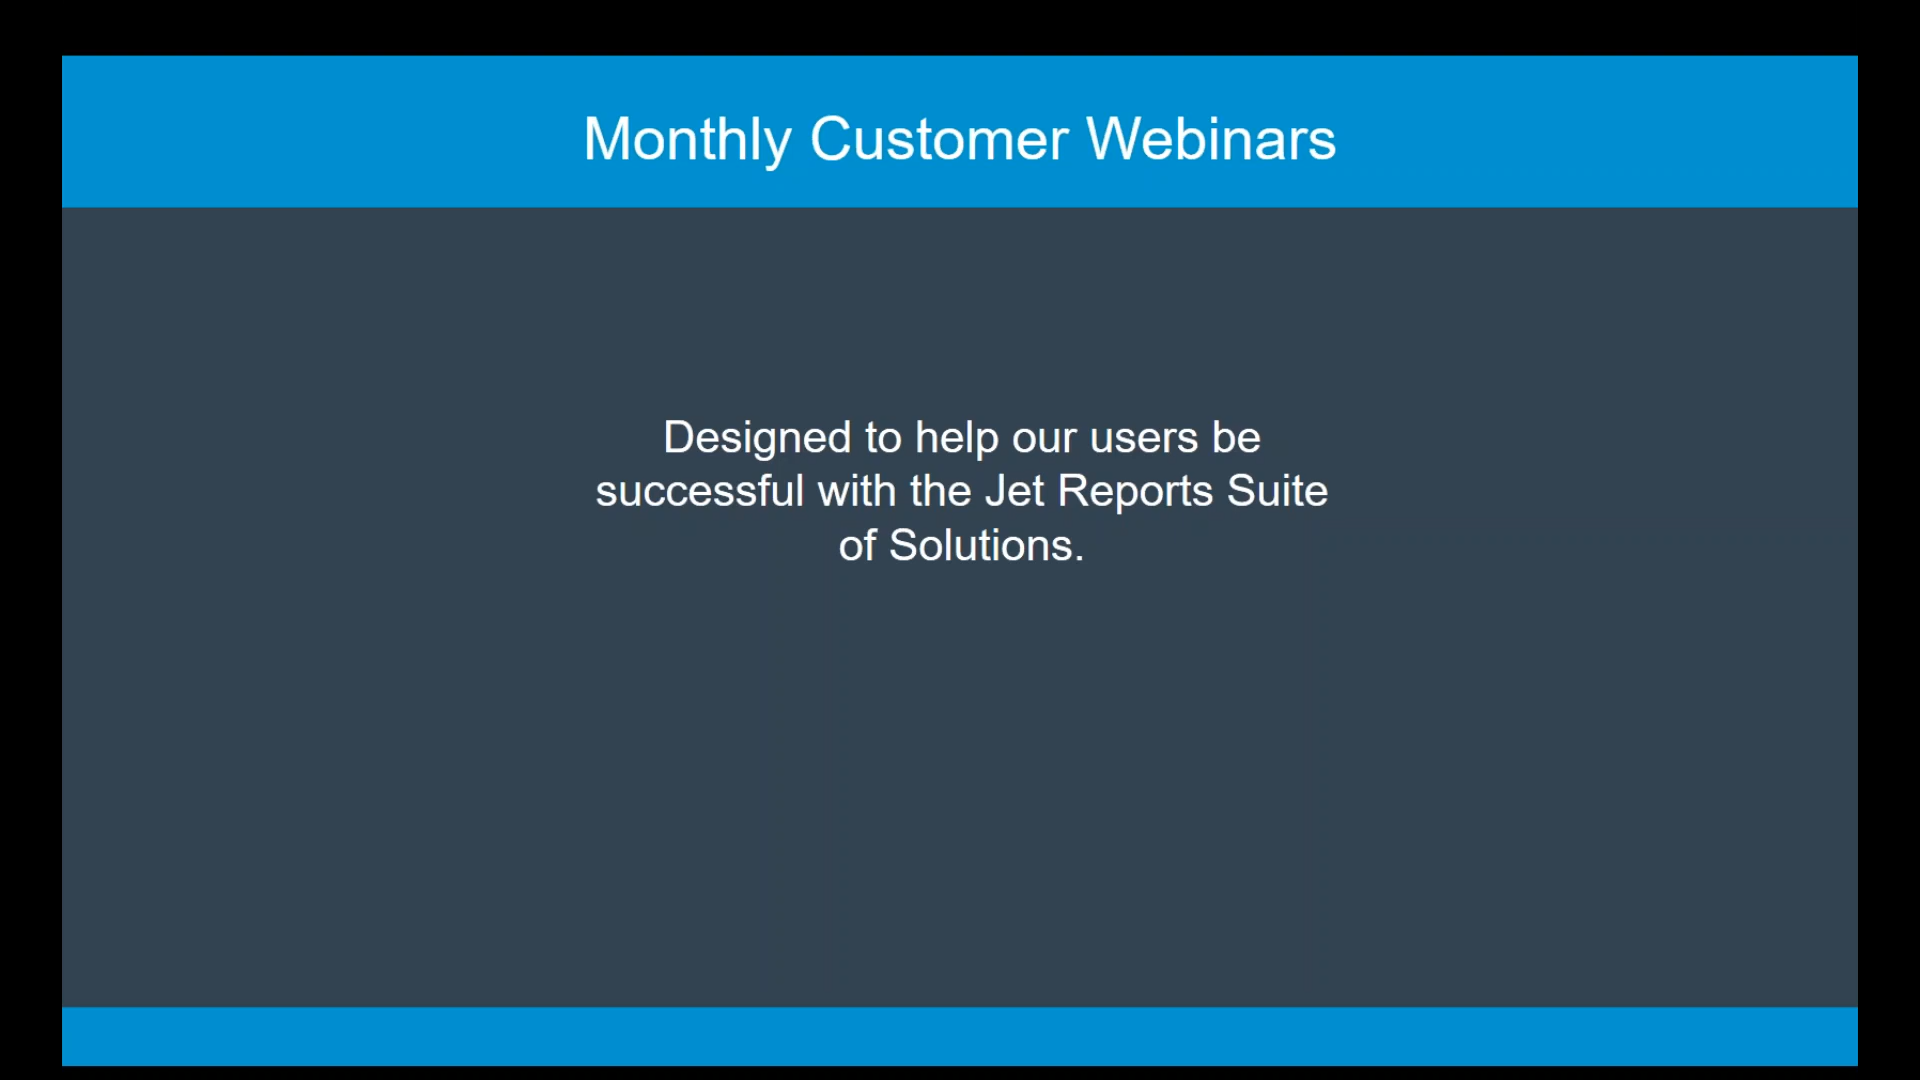 Monthly Customer Webinars
Designed to help our users be
successful with the Jet Reports Suite
of Solutions.